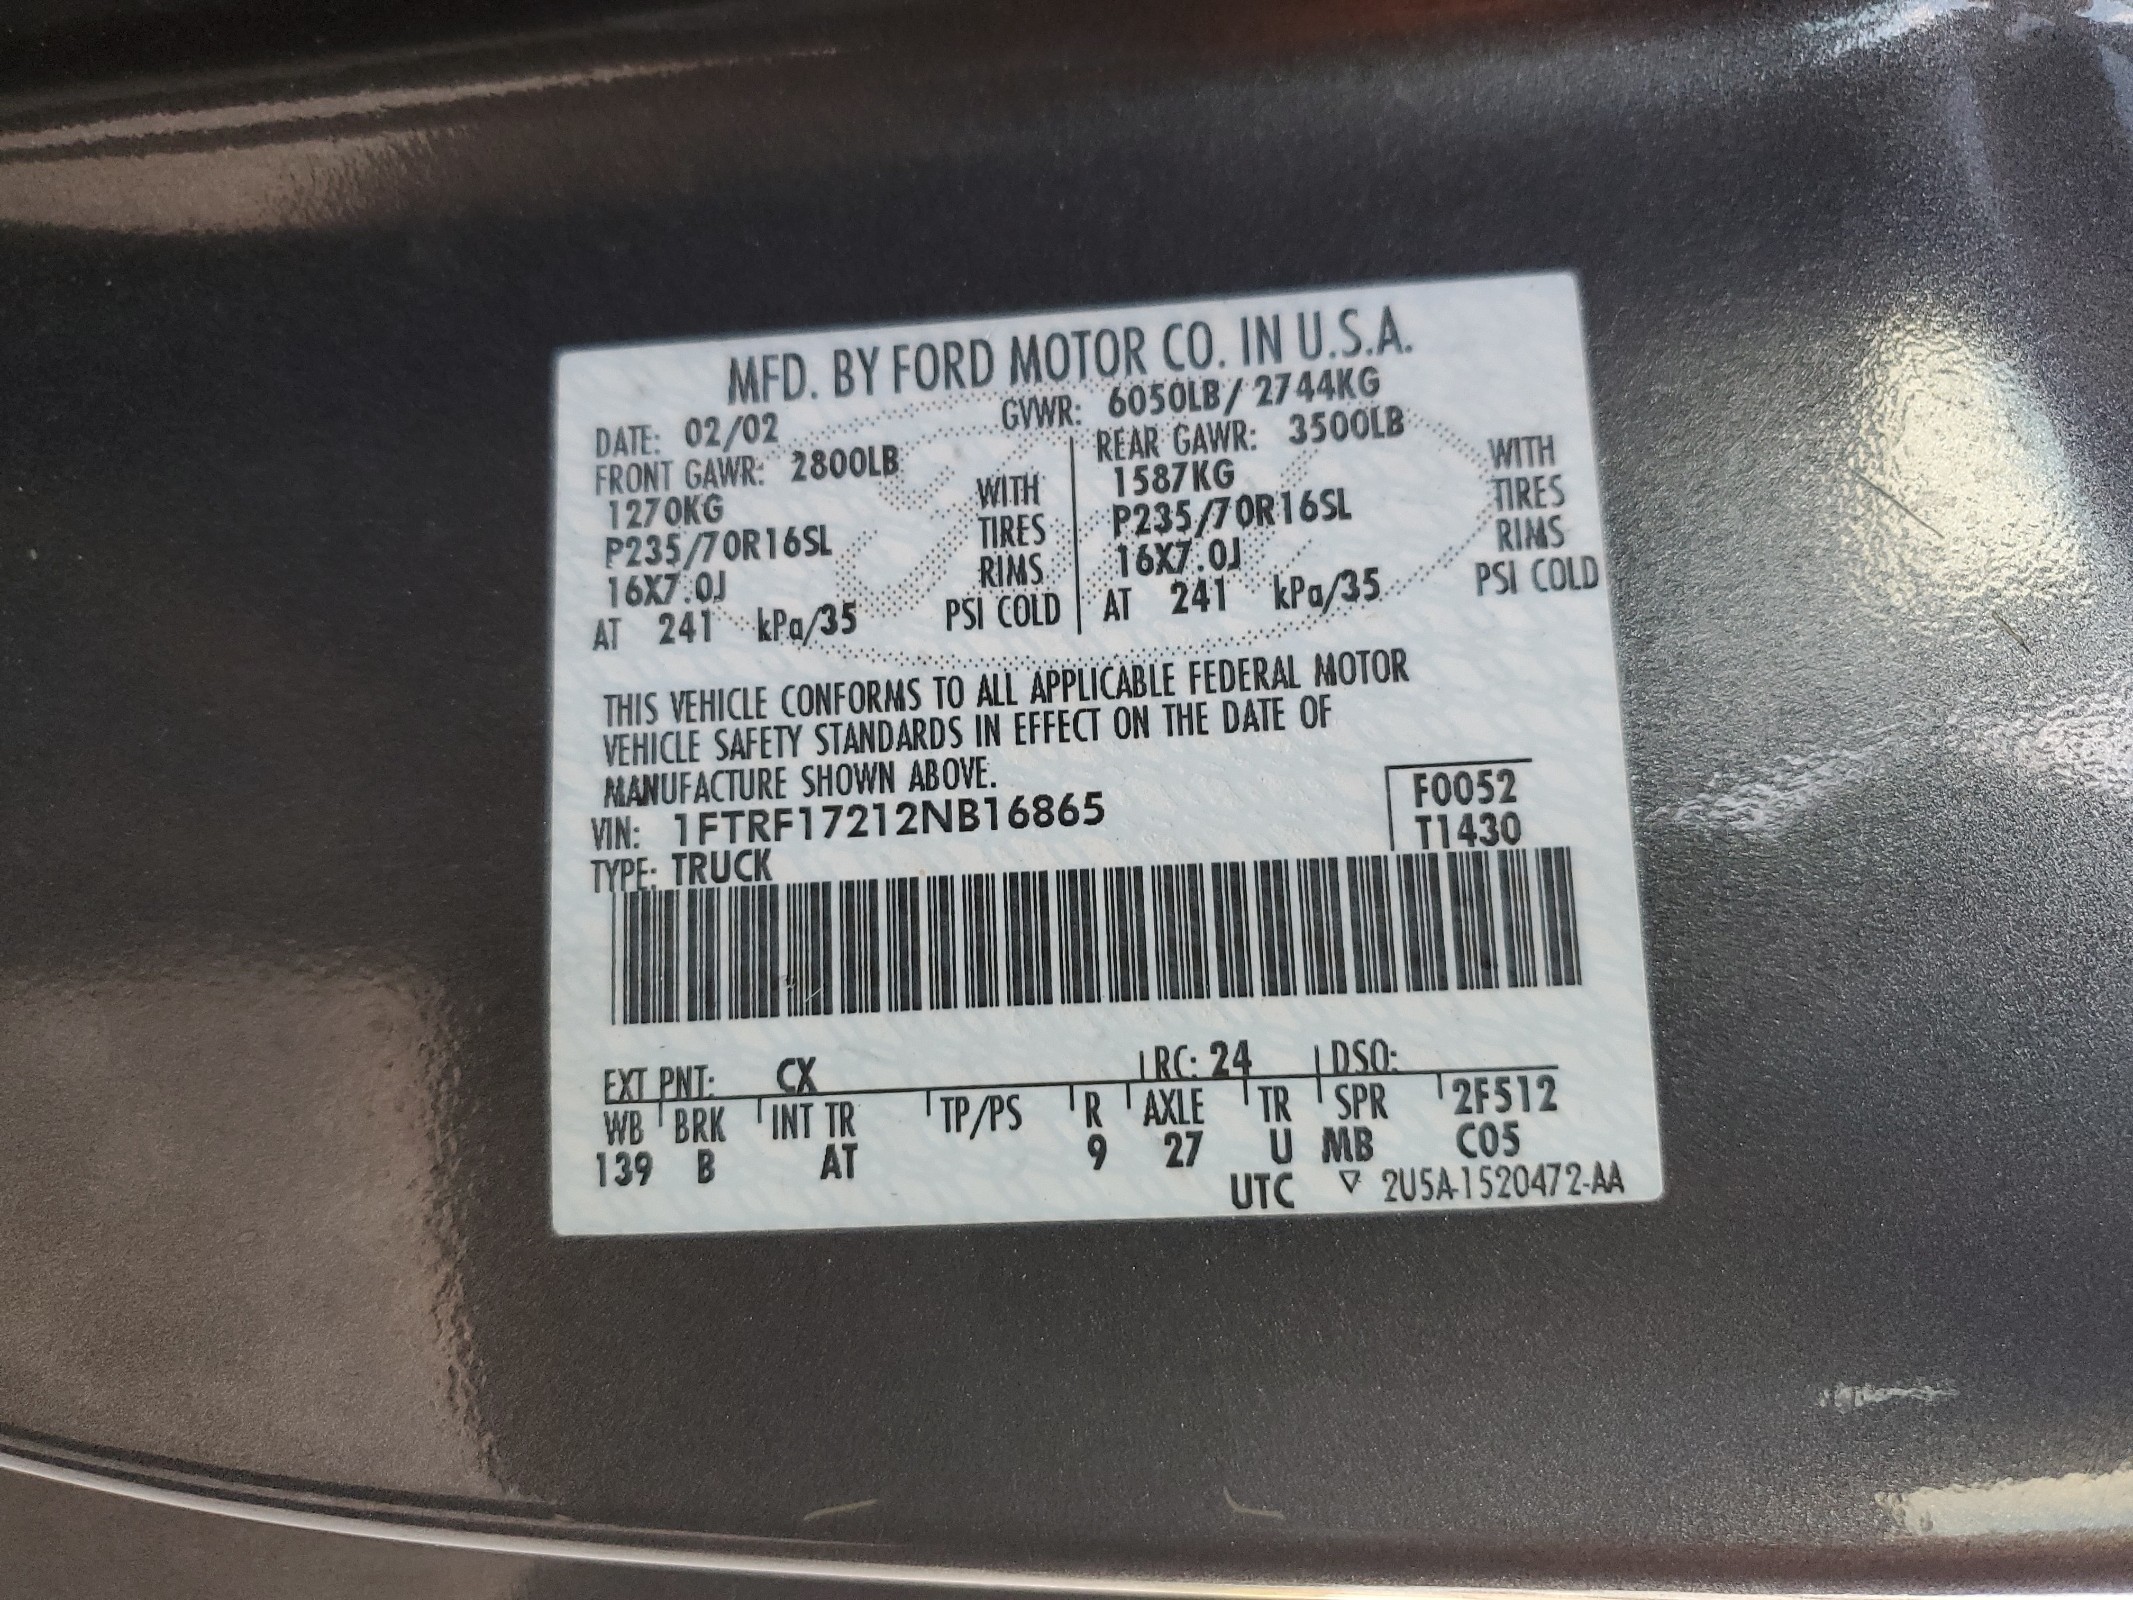 MFD. BY FORD MOTOR CO. IN U.S.A.
DATE: 02/02 GVWR: 6050LB/ 2744KG
FRONT GAWR: 2800LB REAR GAWR: 3500LB
1270KG WITH 1587KG WITH
P235/70R16SL TIRES P235/70R16SL TIRES
16X7.0J RIMS 16X7.0J RIMS
AT 241 kPa/35 PSI COLD AT 241 kPa/35 PSI COLD
THIS VEHICLE CONFORMS TO ALL APPLICABLE FEDERAL MOTOR
VEHICLE SAFETY STANDARDS IN EFFECT ON THE DATE OF
MANUFACTURE SHOWN ABOVE.
VIN: 1FTRF17212NB16865 F0052
TYPE: TRUCK T1430
EXT PNT: CX RC: 24 DSO:
WB BRK INT TR TP/PS R AXLE TR SPR 2F512
139 B AT 9 27 U MB C05
UTC ▽ 2U5A-1520472-AA